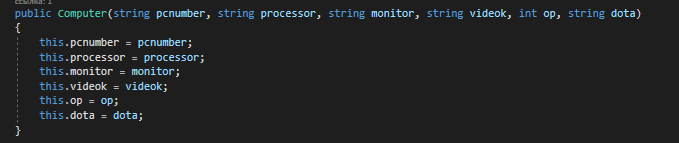 ссылка: 1
public Computer(string pcnumber, string processor, string monitor, string videok, int op, string dota)
{
this.pcnumber = pcnumber;
this.processor = processor;
this.monitor = monitor;
this.videok = videok;
this.op = op;
this.dota = dota;
}